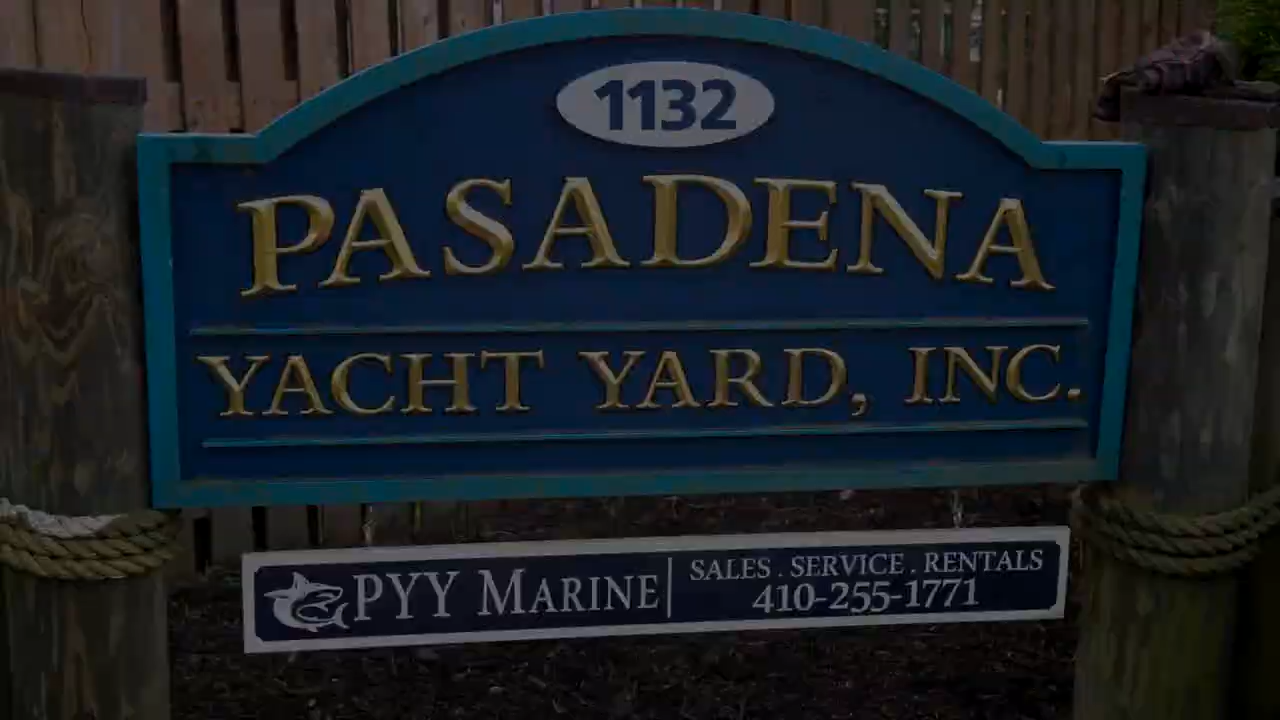 1132
PASADENA
YACHT YARD, INC.
PYY MARINE
SALES . SERVICE . RENTALS
410-255-1771